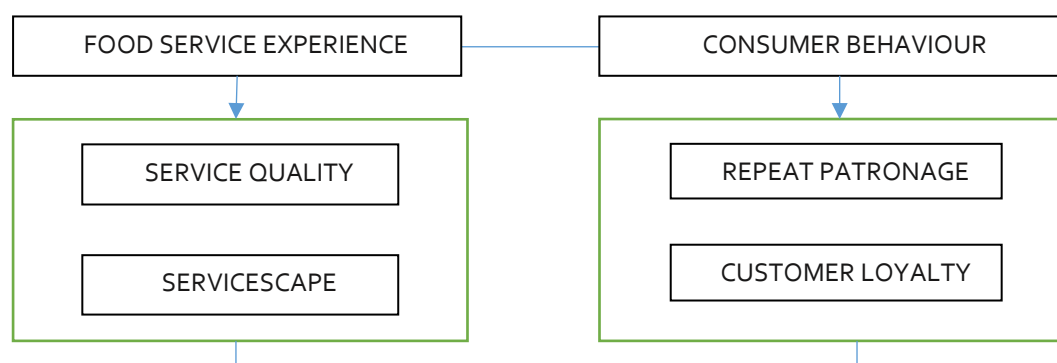 FOOD SERVICE EXPERIENCE
CONSUMER BEHAVIOUR
SERVICE QUALITY
REPEAT PATRONAGE
SERVICESCAPE
CUSTOMER LOYALTY